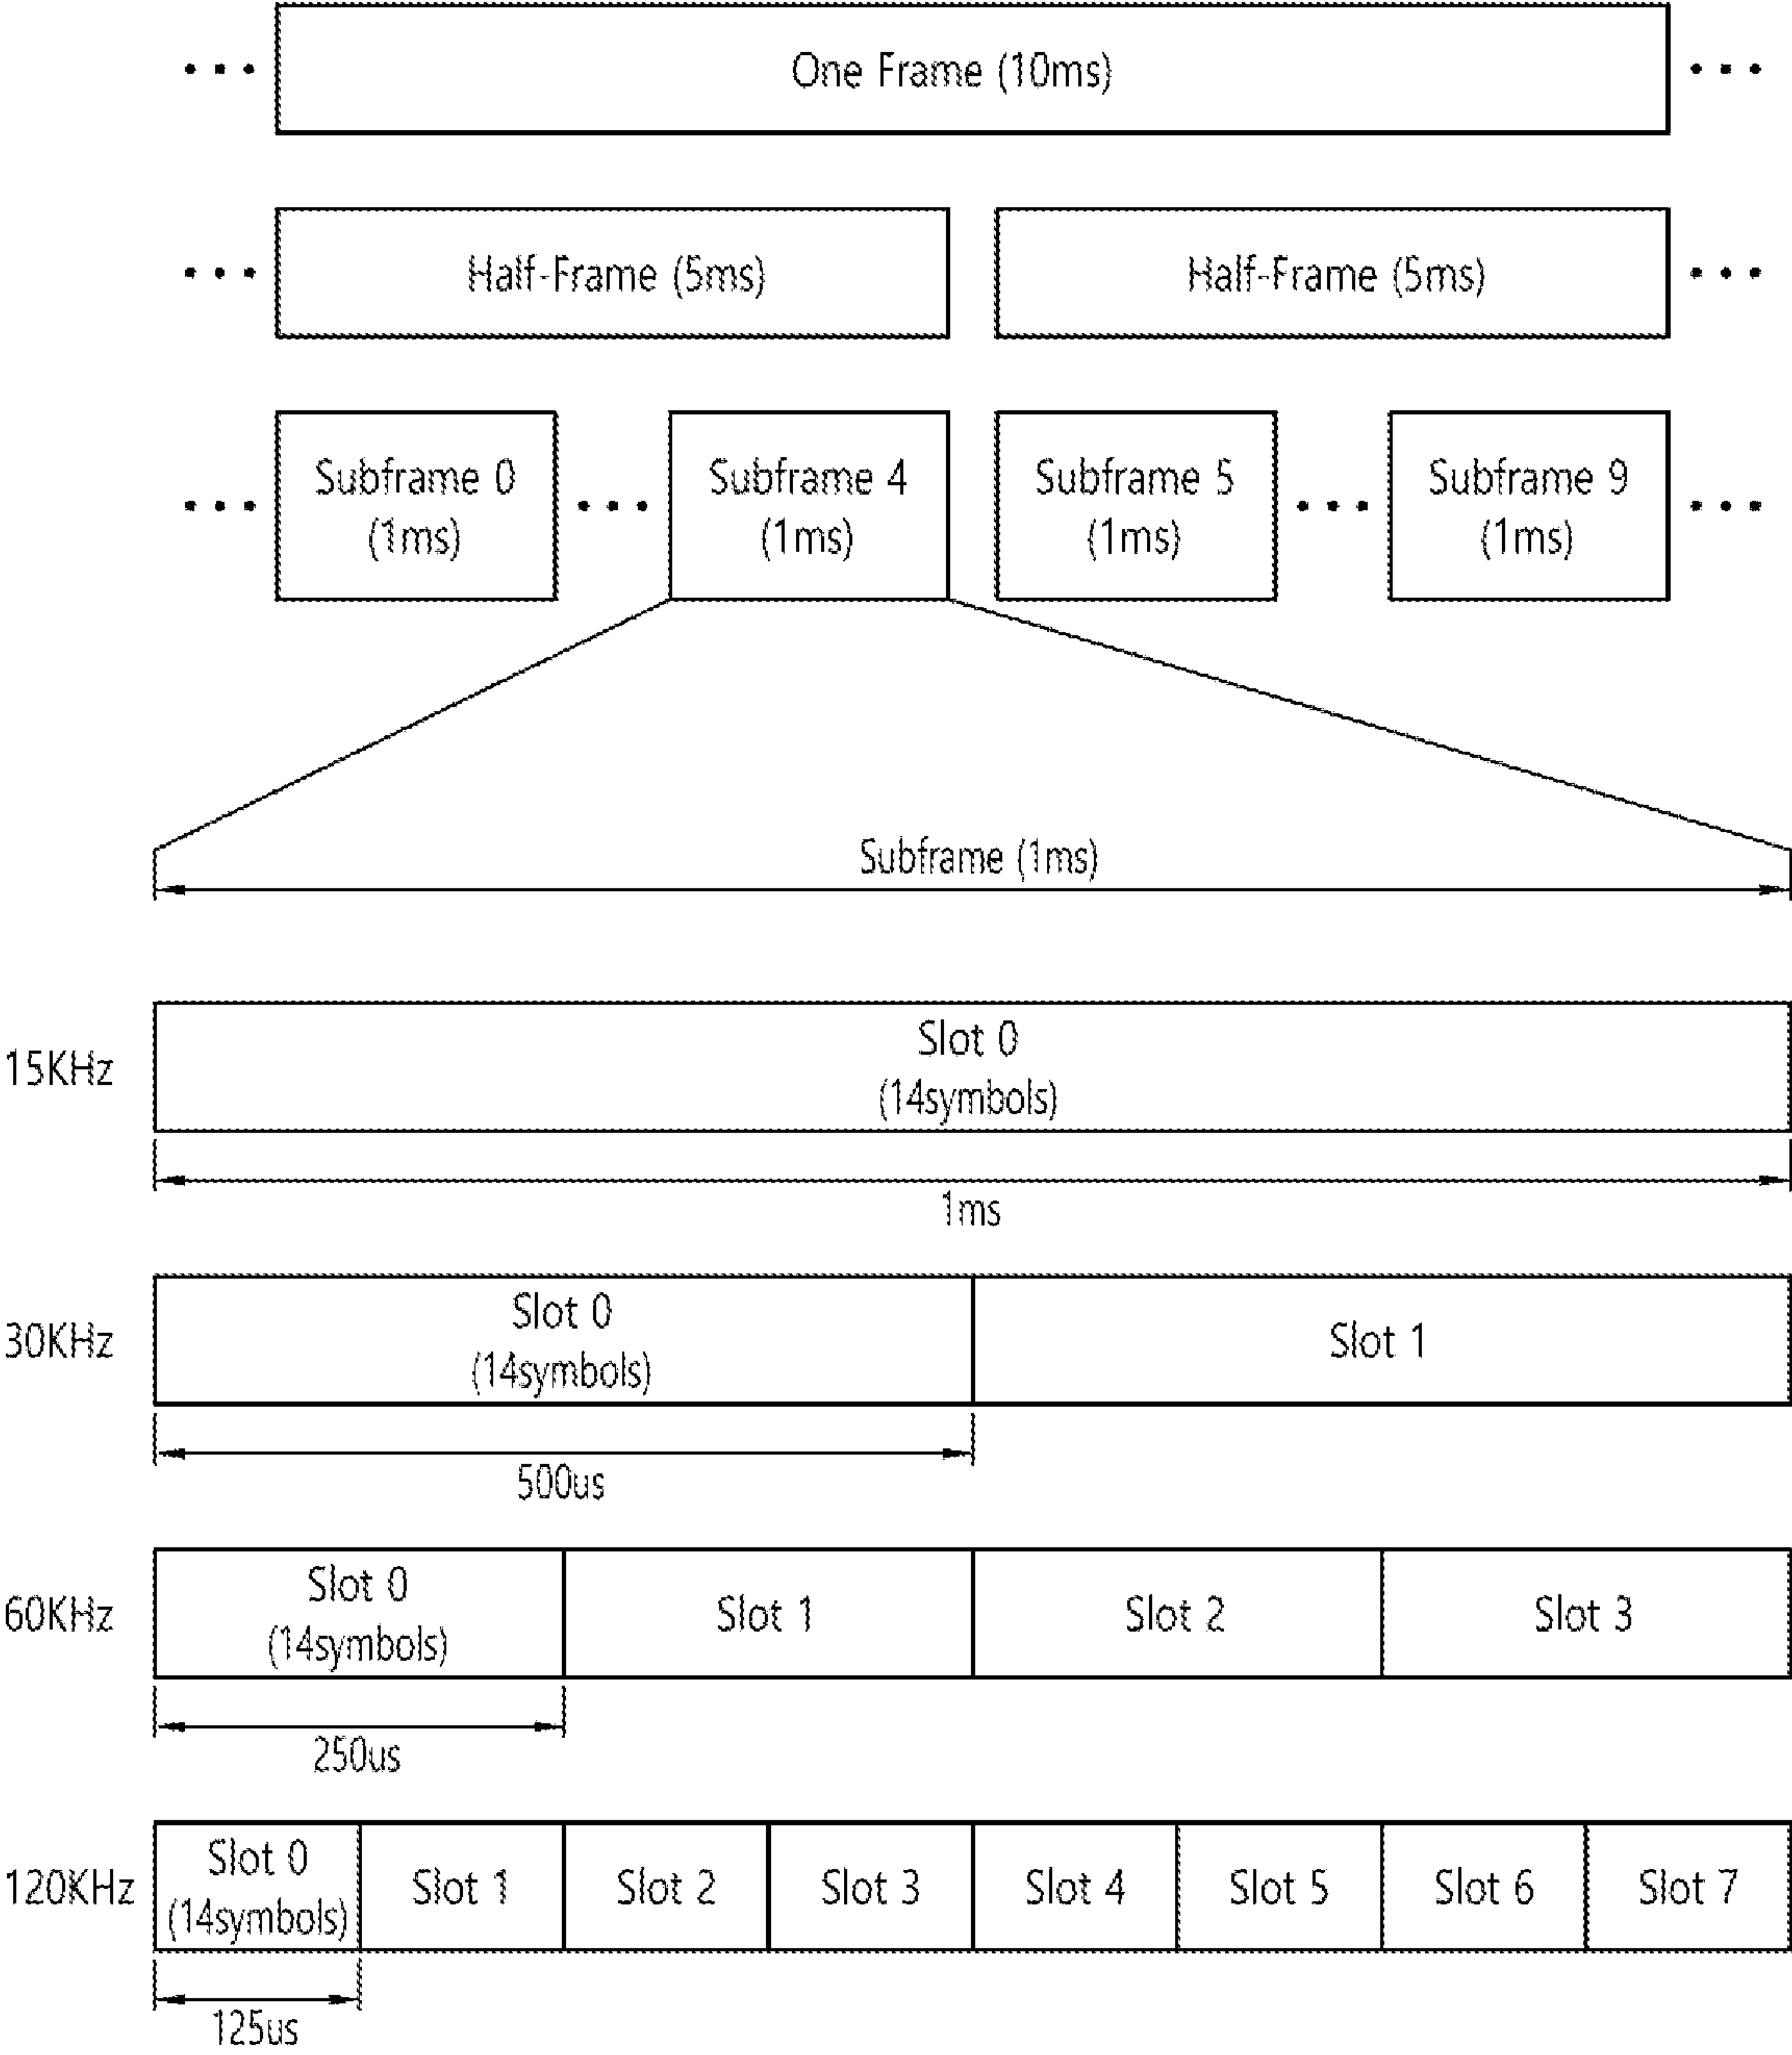 One Frame (10ms)
Half-Frame (5ms)
Half-Frame (5ms)
Subframe 0
(1ms)
Subframe 4
(1ms)
Subframe 5
(1ms)
Subframe 9
(1ms)
Subframe (1ms)
15KHz
Slot 0
(14symbols)
1ms
30KHz
Slot 0
(14symbols)
Slot 1
500us
60KHz
Slot 0
(14symbols)
Slot 1
Slot 2
Slot 3
250us
120KHz
Slot 0
(14symbols)
Slot 1
Slot 2
Slot 3
Slot 4
Slot 5
Slot 6
Slot 7
125us